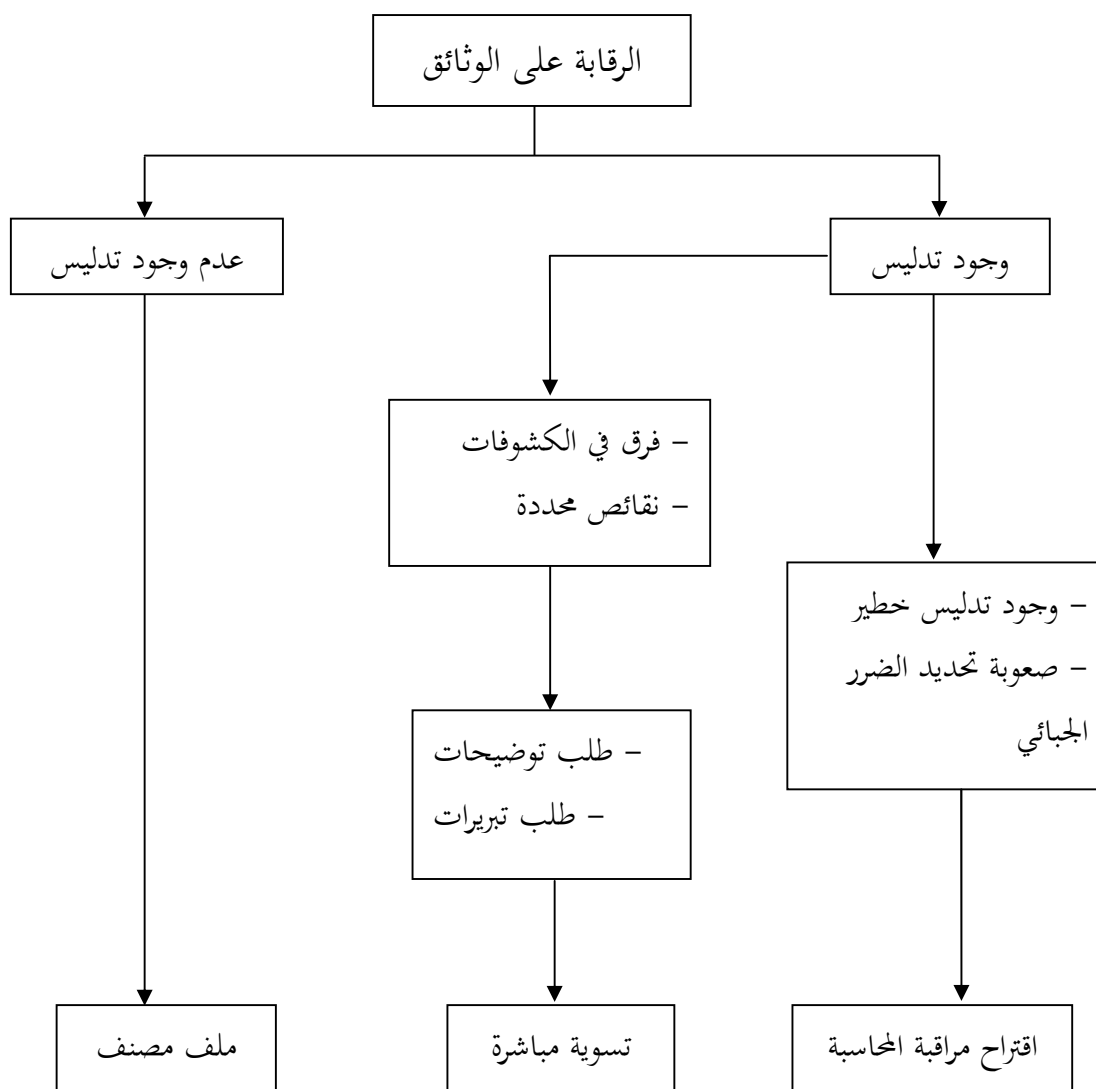 الرقابة على الوثائق
وجود تدليس
عدم وجود تدليس
- فرق في الكشوفات
- نقائص محددة
- وجود تدليس خطير
- صعوبة تحديد الضرر
الجبائي
- طلب توضيحات
- طلب تبريرات
اقتراح مراقبة المحاسبة
تسوية مباشرة
ملف مصنف